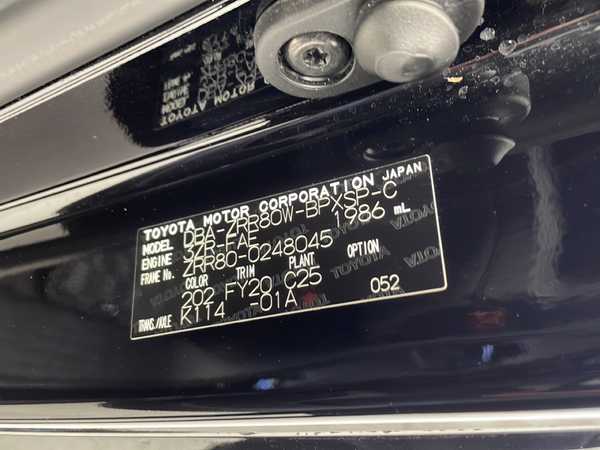 TOYOTA MOTOR CORPORATION JAPAN
MODEL DBA-ZRR80W-BPXSP-C
ENGINE 3ZR-FAE 1986 mL
FRAME No. ZRR80-0248045
COLOR TRIM PLANT OPTION
202 FY20 C25 052
TRANS./AXLE K114 -01A